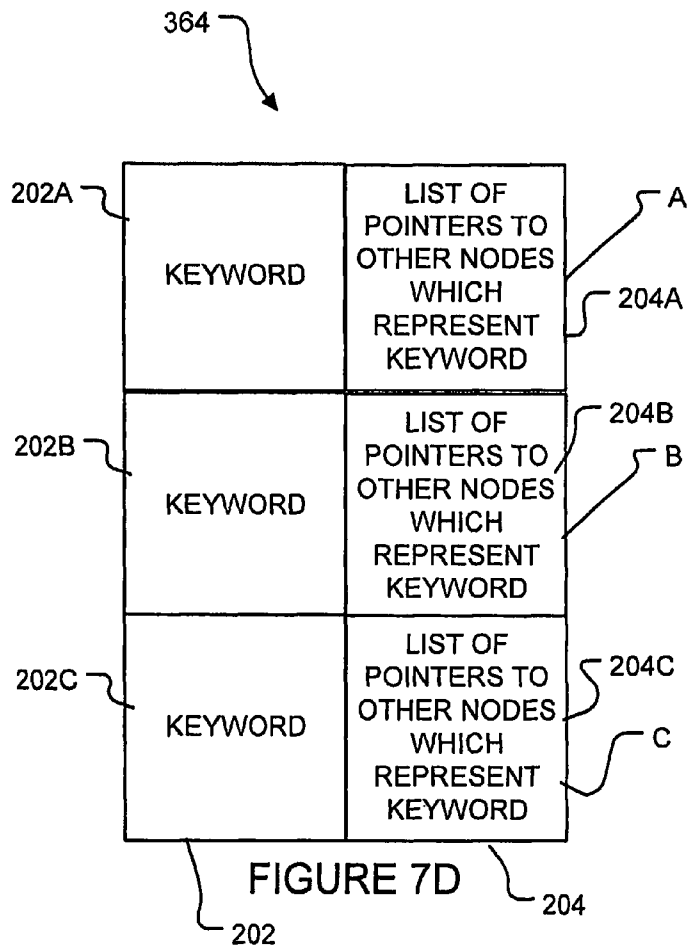 364
202A
KEYWORD
LIST OF
POINTERS TO
OTHER NODES
WHICH
REPRESENT
KEYWORD
A
204A
202B
KEYWORD
LIST OF
POINTERS TO
OTHER NODES
WHICH
REPRESENT
KEYWORD
204B
B
202C
KEYWORD
LIST OF
POINTERS TO
OTHER NODES
WHICH
REPRESENT
KEYWORD
204C
C
FIGURE 7D
202
204